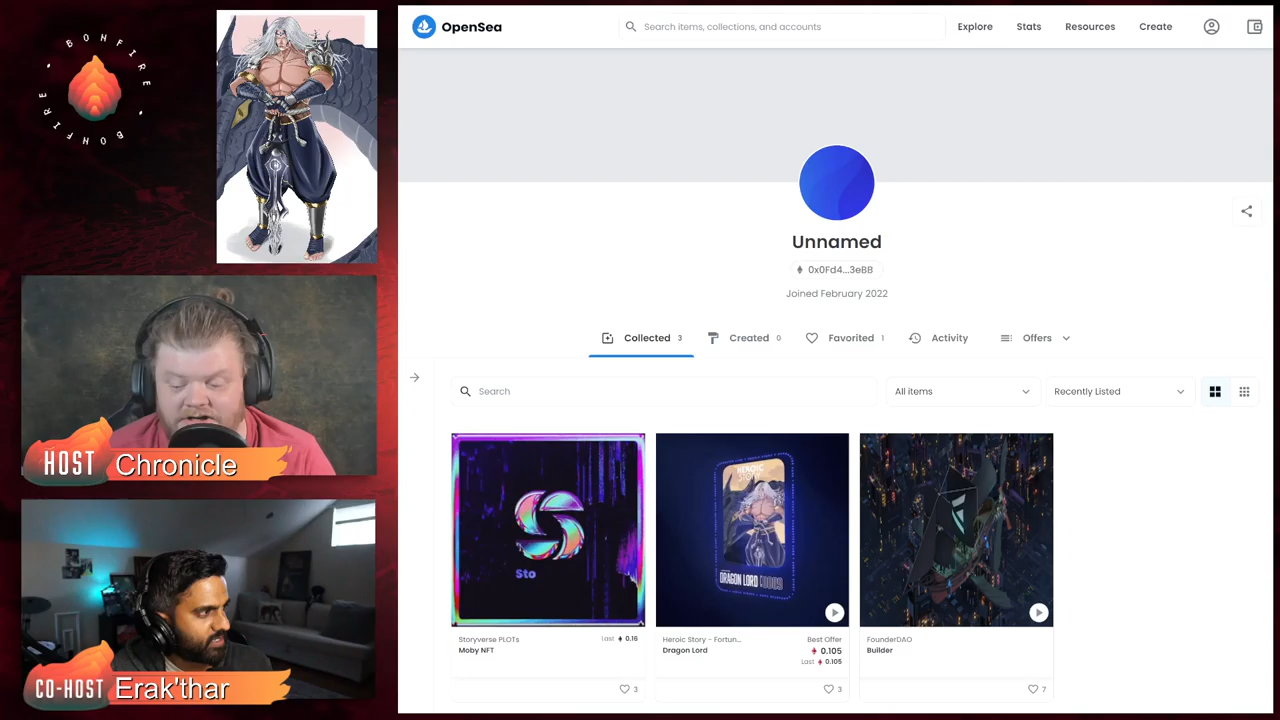 BONFIRE • BONFIRE •
HOST Chronicle
CO-HOST Erak'thar
OpenSea
Search items, collections, and accounts
Explore
Stats
Resources
Create
Unnamed
0x0Fd4...3eBB
Joined February 2022
Collected 3
Created 0
Favorited 1
Activity
Offers
Search
All items
Recently Listed
Sto
HEROIC
STORY
DRAGON LORD
Storyverse PLOTs
Last 0.16
Moby NFT
3
Heroic Story - Fortun...
Best Offer
Dragon Lord
0.105
Last 0.105
3
FounderDAO
Builder
7